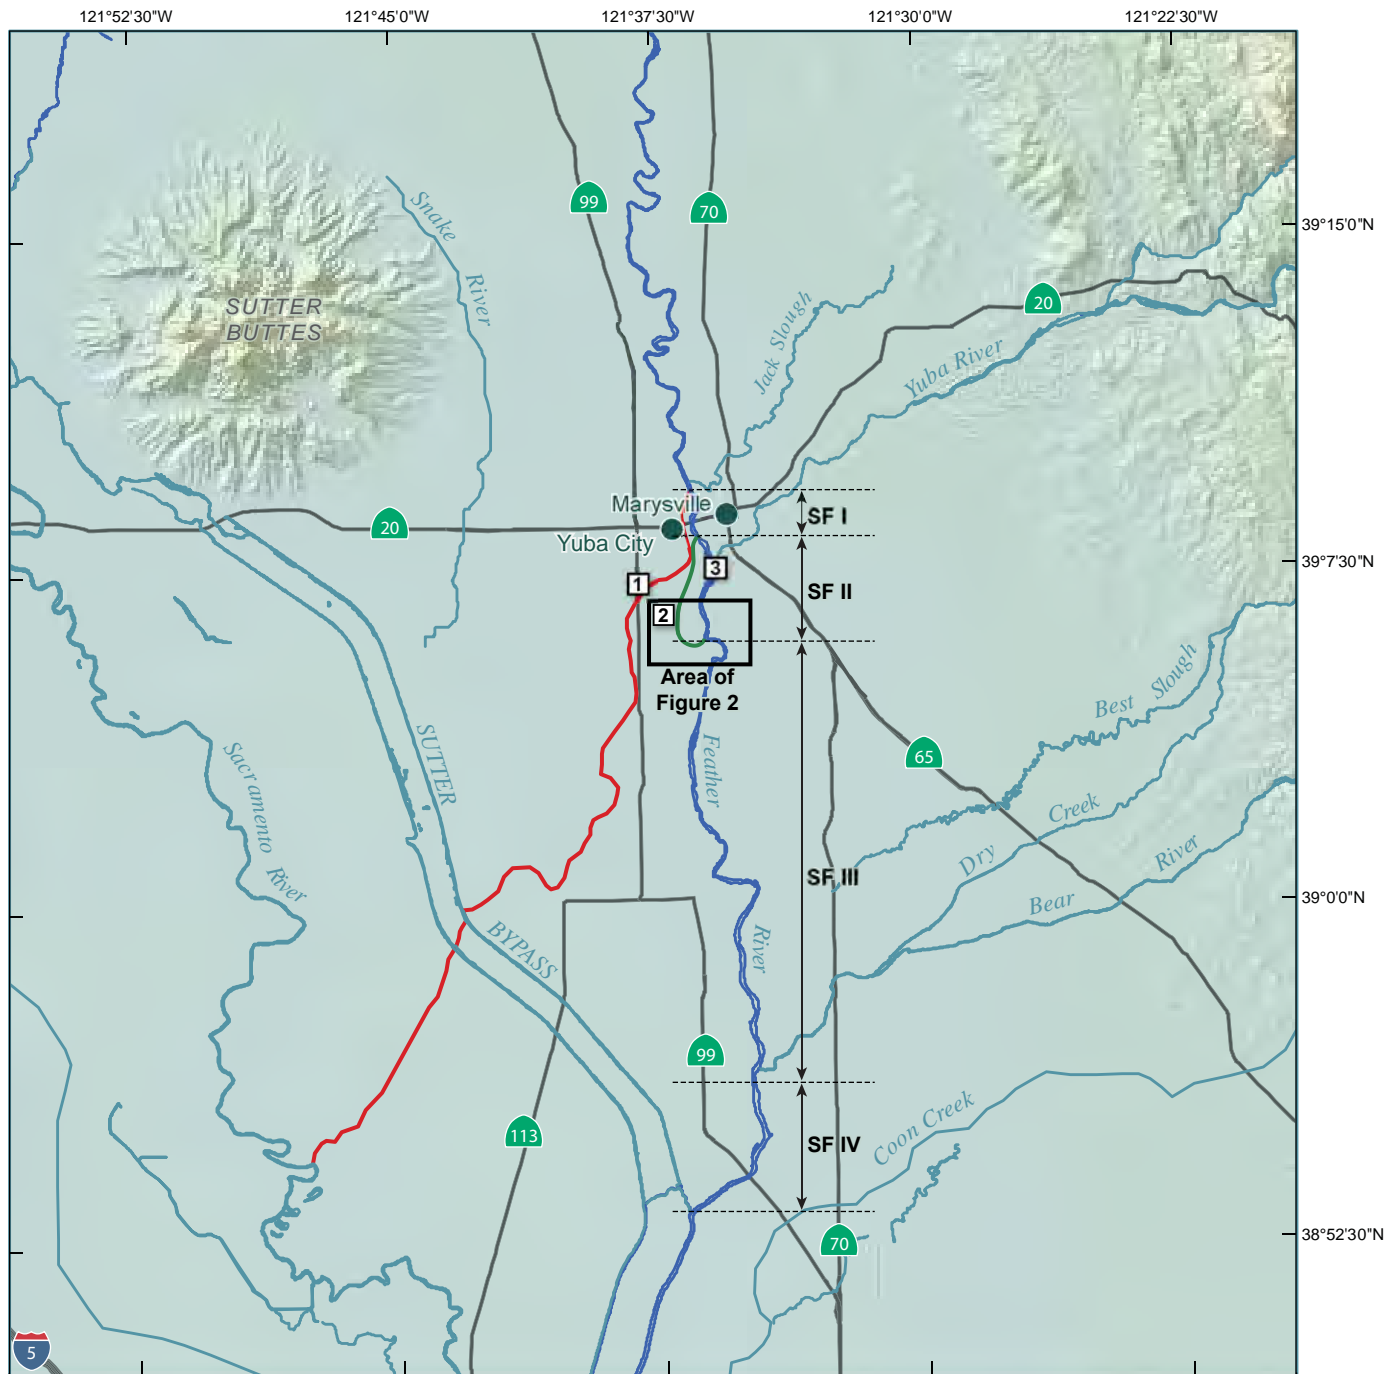 121°52'30"W
121°45'0"W
121°37'30"W
121°30'0"W
121°22'30"W
39°15'0"N
39°7'30"N
39°0'0"N
38°52'30"N
99
70
20
Snake
River
SUTTER
BUTTES
Jack Slough
Yuba River
Marysville
Yuba City
20
SF I
SF II
1
2
3
Area of
Figure 2
65
Best Slough
Dry Creek
Bear River
Feather
River
SUTTER
BYPASS
Sacramento
River
SF III
99
113
SF IV
Coon Creek
70
5